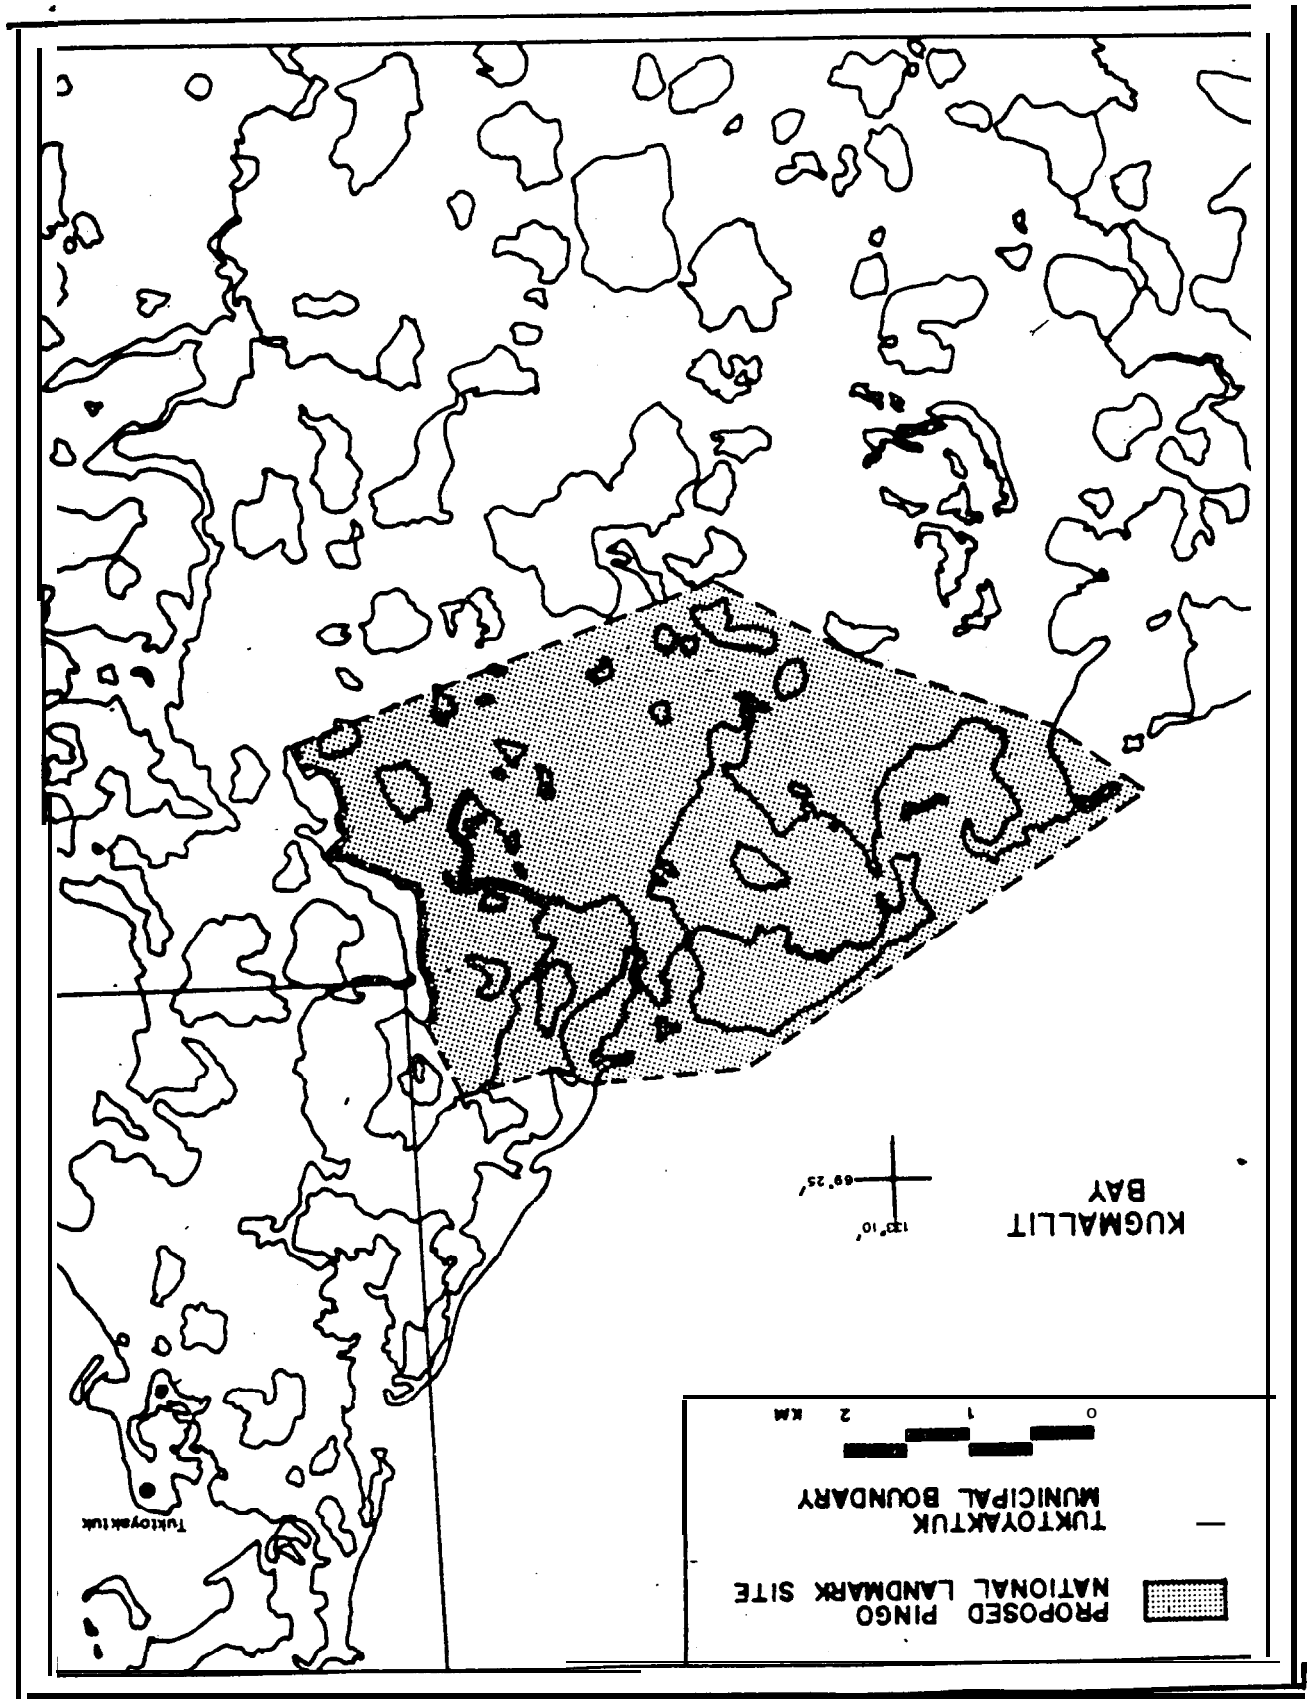 PROPOSED PINGO
NATIONAL LANDMARK SITE
TUKTOYAKTUK
MUNICIPAL BOUNDARY
0 1 2 KM
Tuktoyaktuk
KUGMALLIT
BAY
133°10'
69°25'